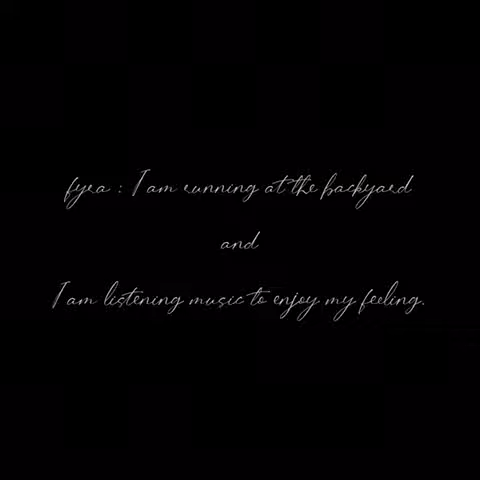 fyra : I am running at the backyard
and
I am listening music to enjoy my feeling.